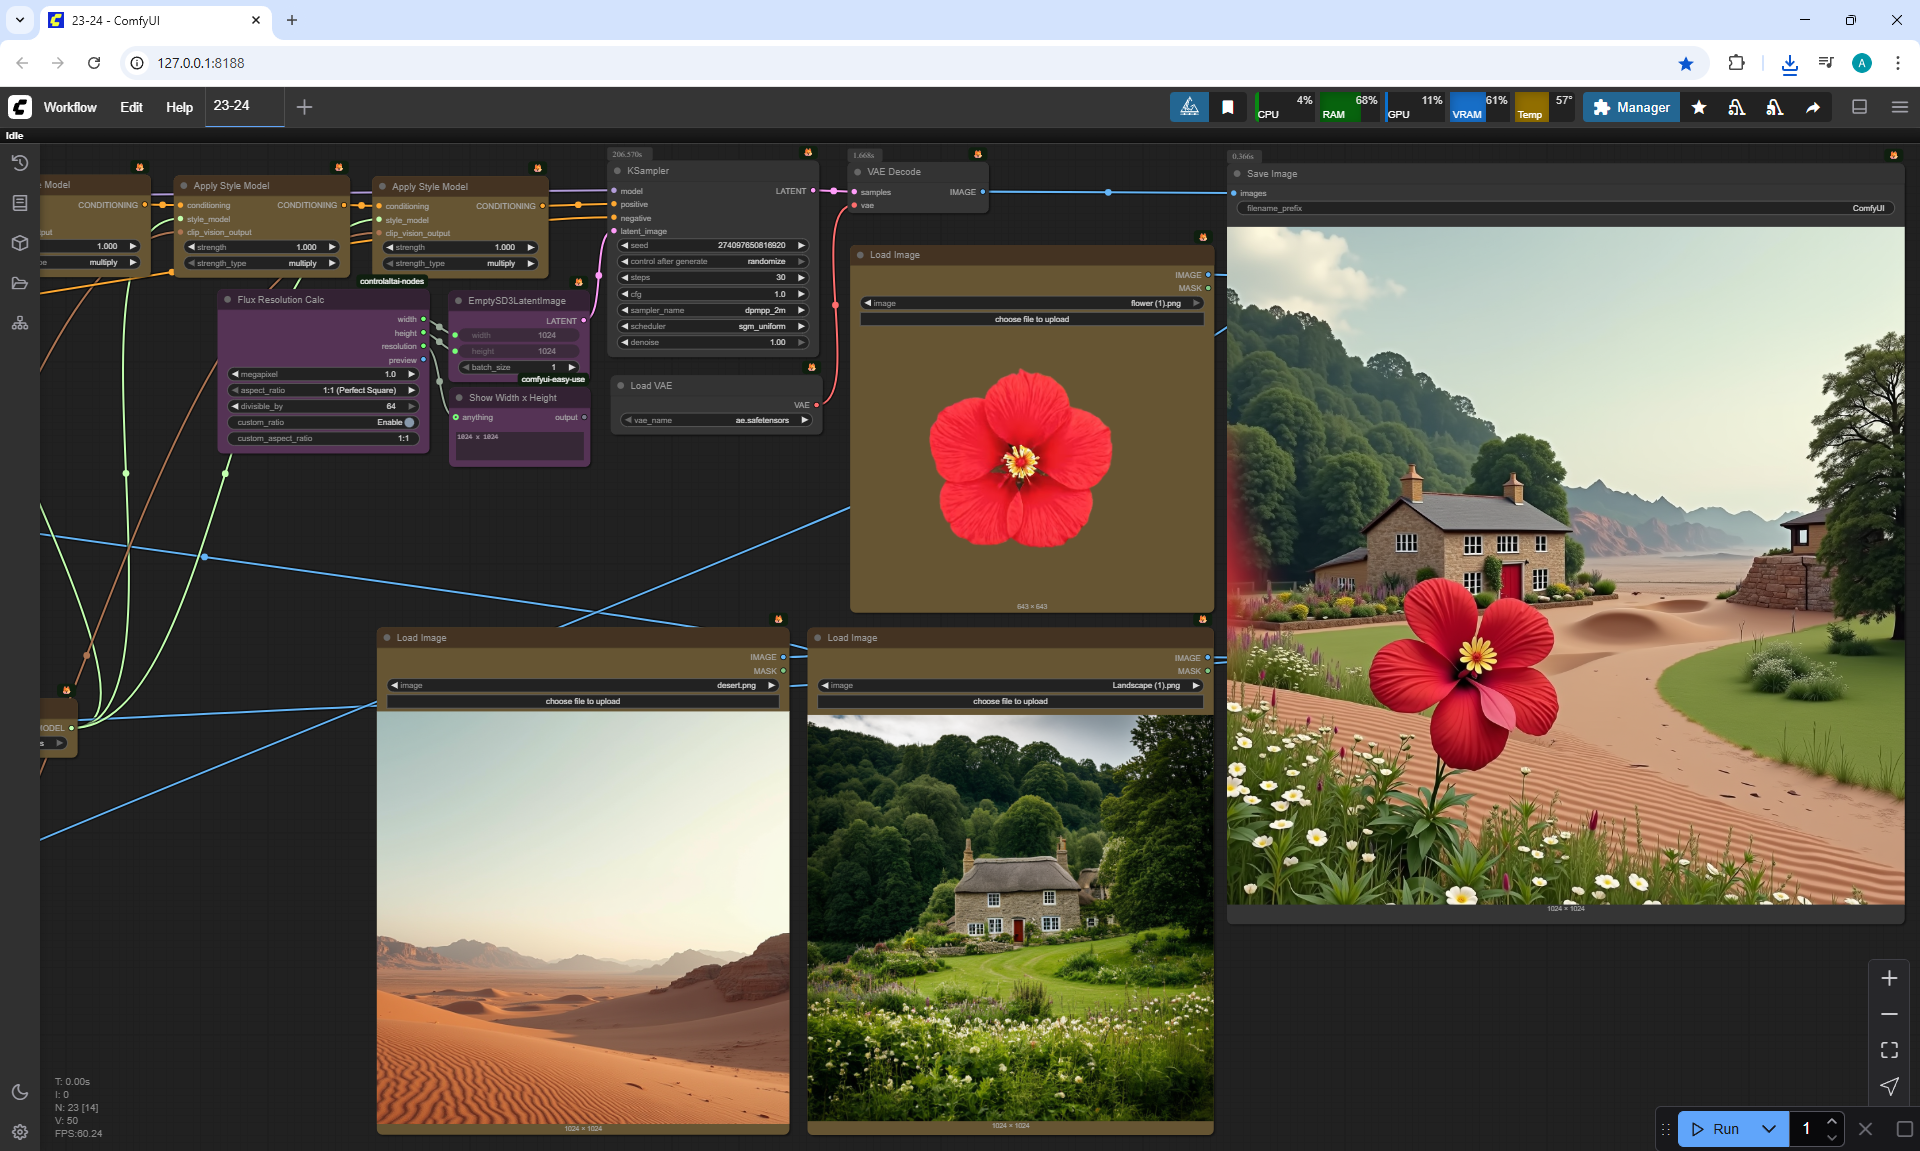 23-24 - ComfyUI
127.0.0.1:8188
A
Workflow
Edit
Help
23-24
CPU
4%
RAM
68%
GPU
11%
VRAM
61%
Temp
57°
Manager
Idle
Model
CONDITIONING
1.000
multiply
Apply Style Model
conditioning
CONDITIONING
style_model
clip_vision_output
strength
1.000
strength_type
multiply
Apply Style Model
conditioning
CONDITIONING
style_model
clip_vision_output
strength
1.000
strength_type
multiply
controlaltai-nodes
Flux Resolution Calc
width
height
resolution
preview
megapixel
1.0
aspect_ratio
1:1 (Perfect Square)
divisible_by
64
custom_ratio
Enable
custom_aspect_ratio
1:1
EmptySD3LatentImage
LATENT
width
1024
height
1024
batch_size
1
comfyui-easy-use
Show Width x Height
anything
output
1024 x 1024
206.570s
KSampler
model
LATENT
positive
negative
latent_image
seed
274097650816920
control after generate
randomize
steps
30
cfg
1.0
sampler_name
dpmpp_2m
scheduler
sgm_uniform
denoise
1.00
Load VAE
VAE
vae_name
ae.safetensors
1.668s
VAE Decode
samples
IMAGE
vae
Load Image
IMAGE
MASK
image
flower (1).png
choose file to upload
643 × 643
0.366s
Save Image
images
filename_prefix
ComfyUI
1024 × 1024
Load Image
IMAGE
MASK
image
desert.png
choose file to upload
1024 × 1024
Load Image
IMAGE
MASK
image
Landscape (1).png
choose file to upload
1024 × 1024
T: 0.00s
I: 0
N: 23 [14]
V: 50
FPS:60.24
Run
1